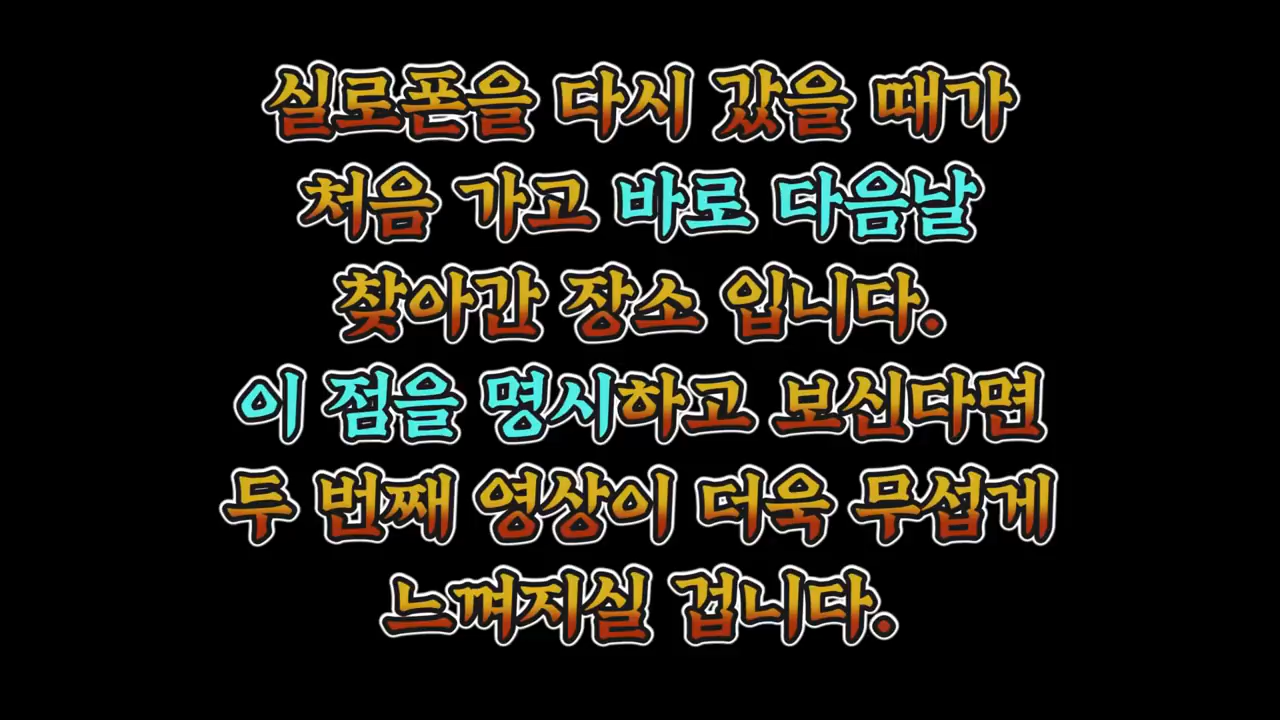 실로폰을 다시 갔을 때가
처음 가고 바로 다음날
찾아간 장소 입니다.
이 점을 명시하고 보신다면
두 번째 영상이 더욱 무섭게
느껴지실 겁니다.